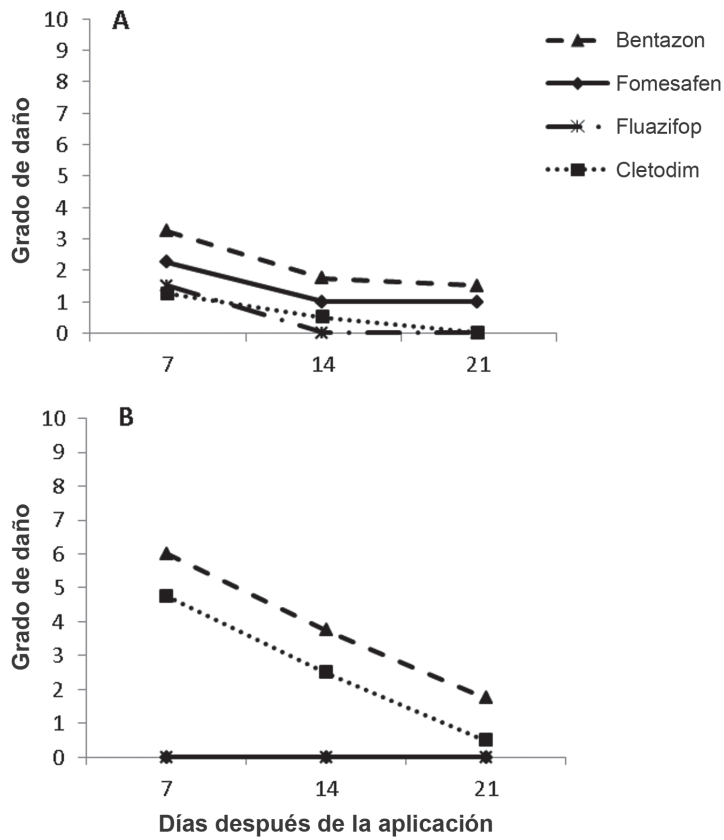 A
10
9
8
7
6
5
4
3
2
1
0
Grado de daño
7 14 21
Bentazon
Fomesafen
Fluazifop
Cletodim
B
10
9
8
7
6
5
4
3
2
1
0
Grado de daño
7 14 21
Días después de la aplicación